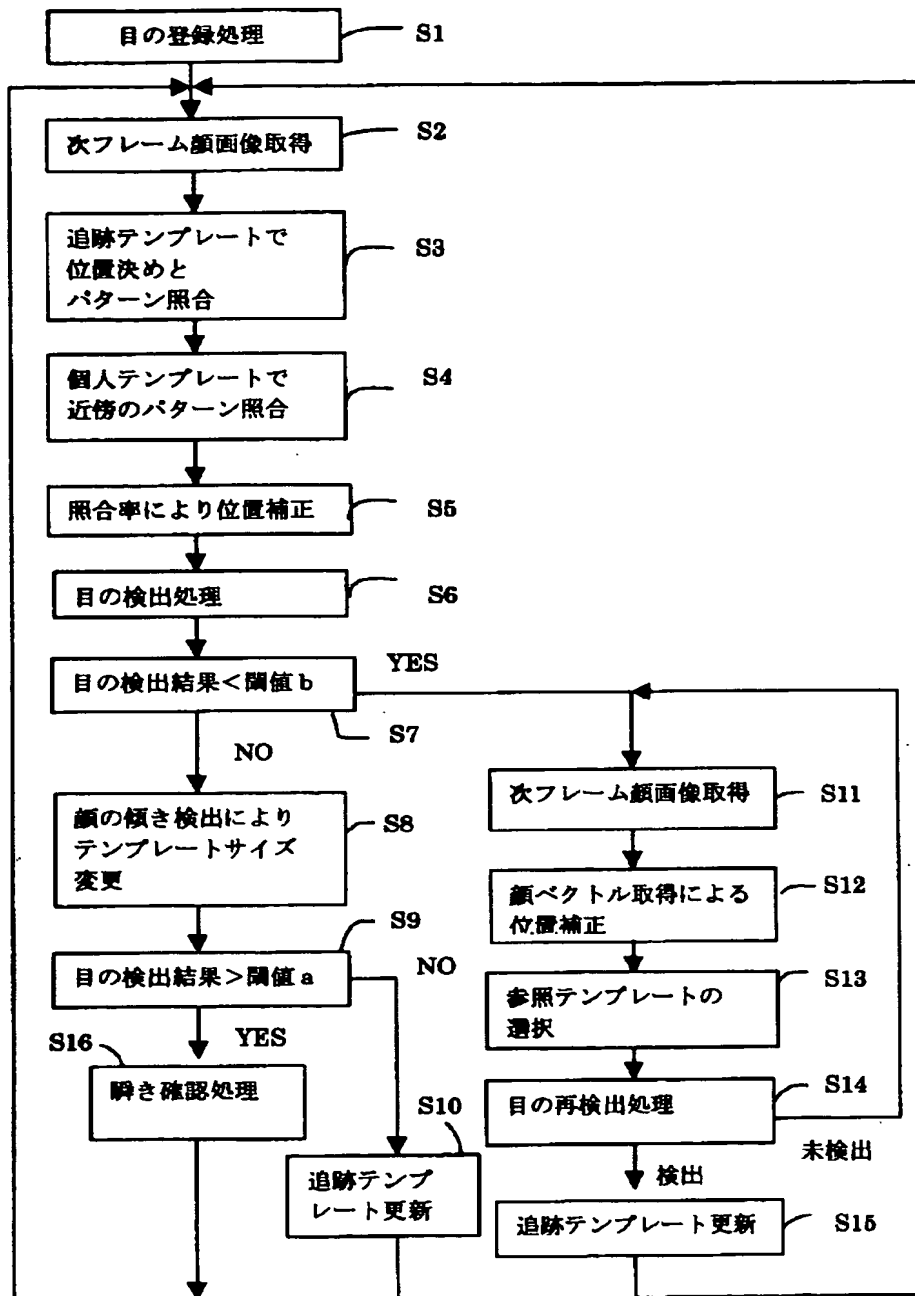 目の登録処理
S1
次フレーム顔画像取得
S2
追跡テンプレートで
位置決めと
パターン照合
S3
個人テンプレートで
近傍のパターン照合
S4
照合率により位置補正
S5
目の検出処理
S6
目の検出結果<閾値b
YES
S7
NO
顔の傾き検出により
テンプレートサイズ
変更
S8
S9
目の検出結果>閾値a
NO
YES
S16
瞬き確認処理
S10
追跡テンプ
レート更新
次フレーム顔画像取得
S11
顔ベクトル取得による
位置補正
S12
参照テンプレートの
選択
S13
目の再検出処理
S14
未検出
検出
追跡テンプレート更新
S15